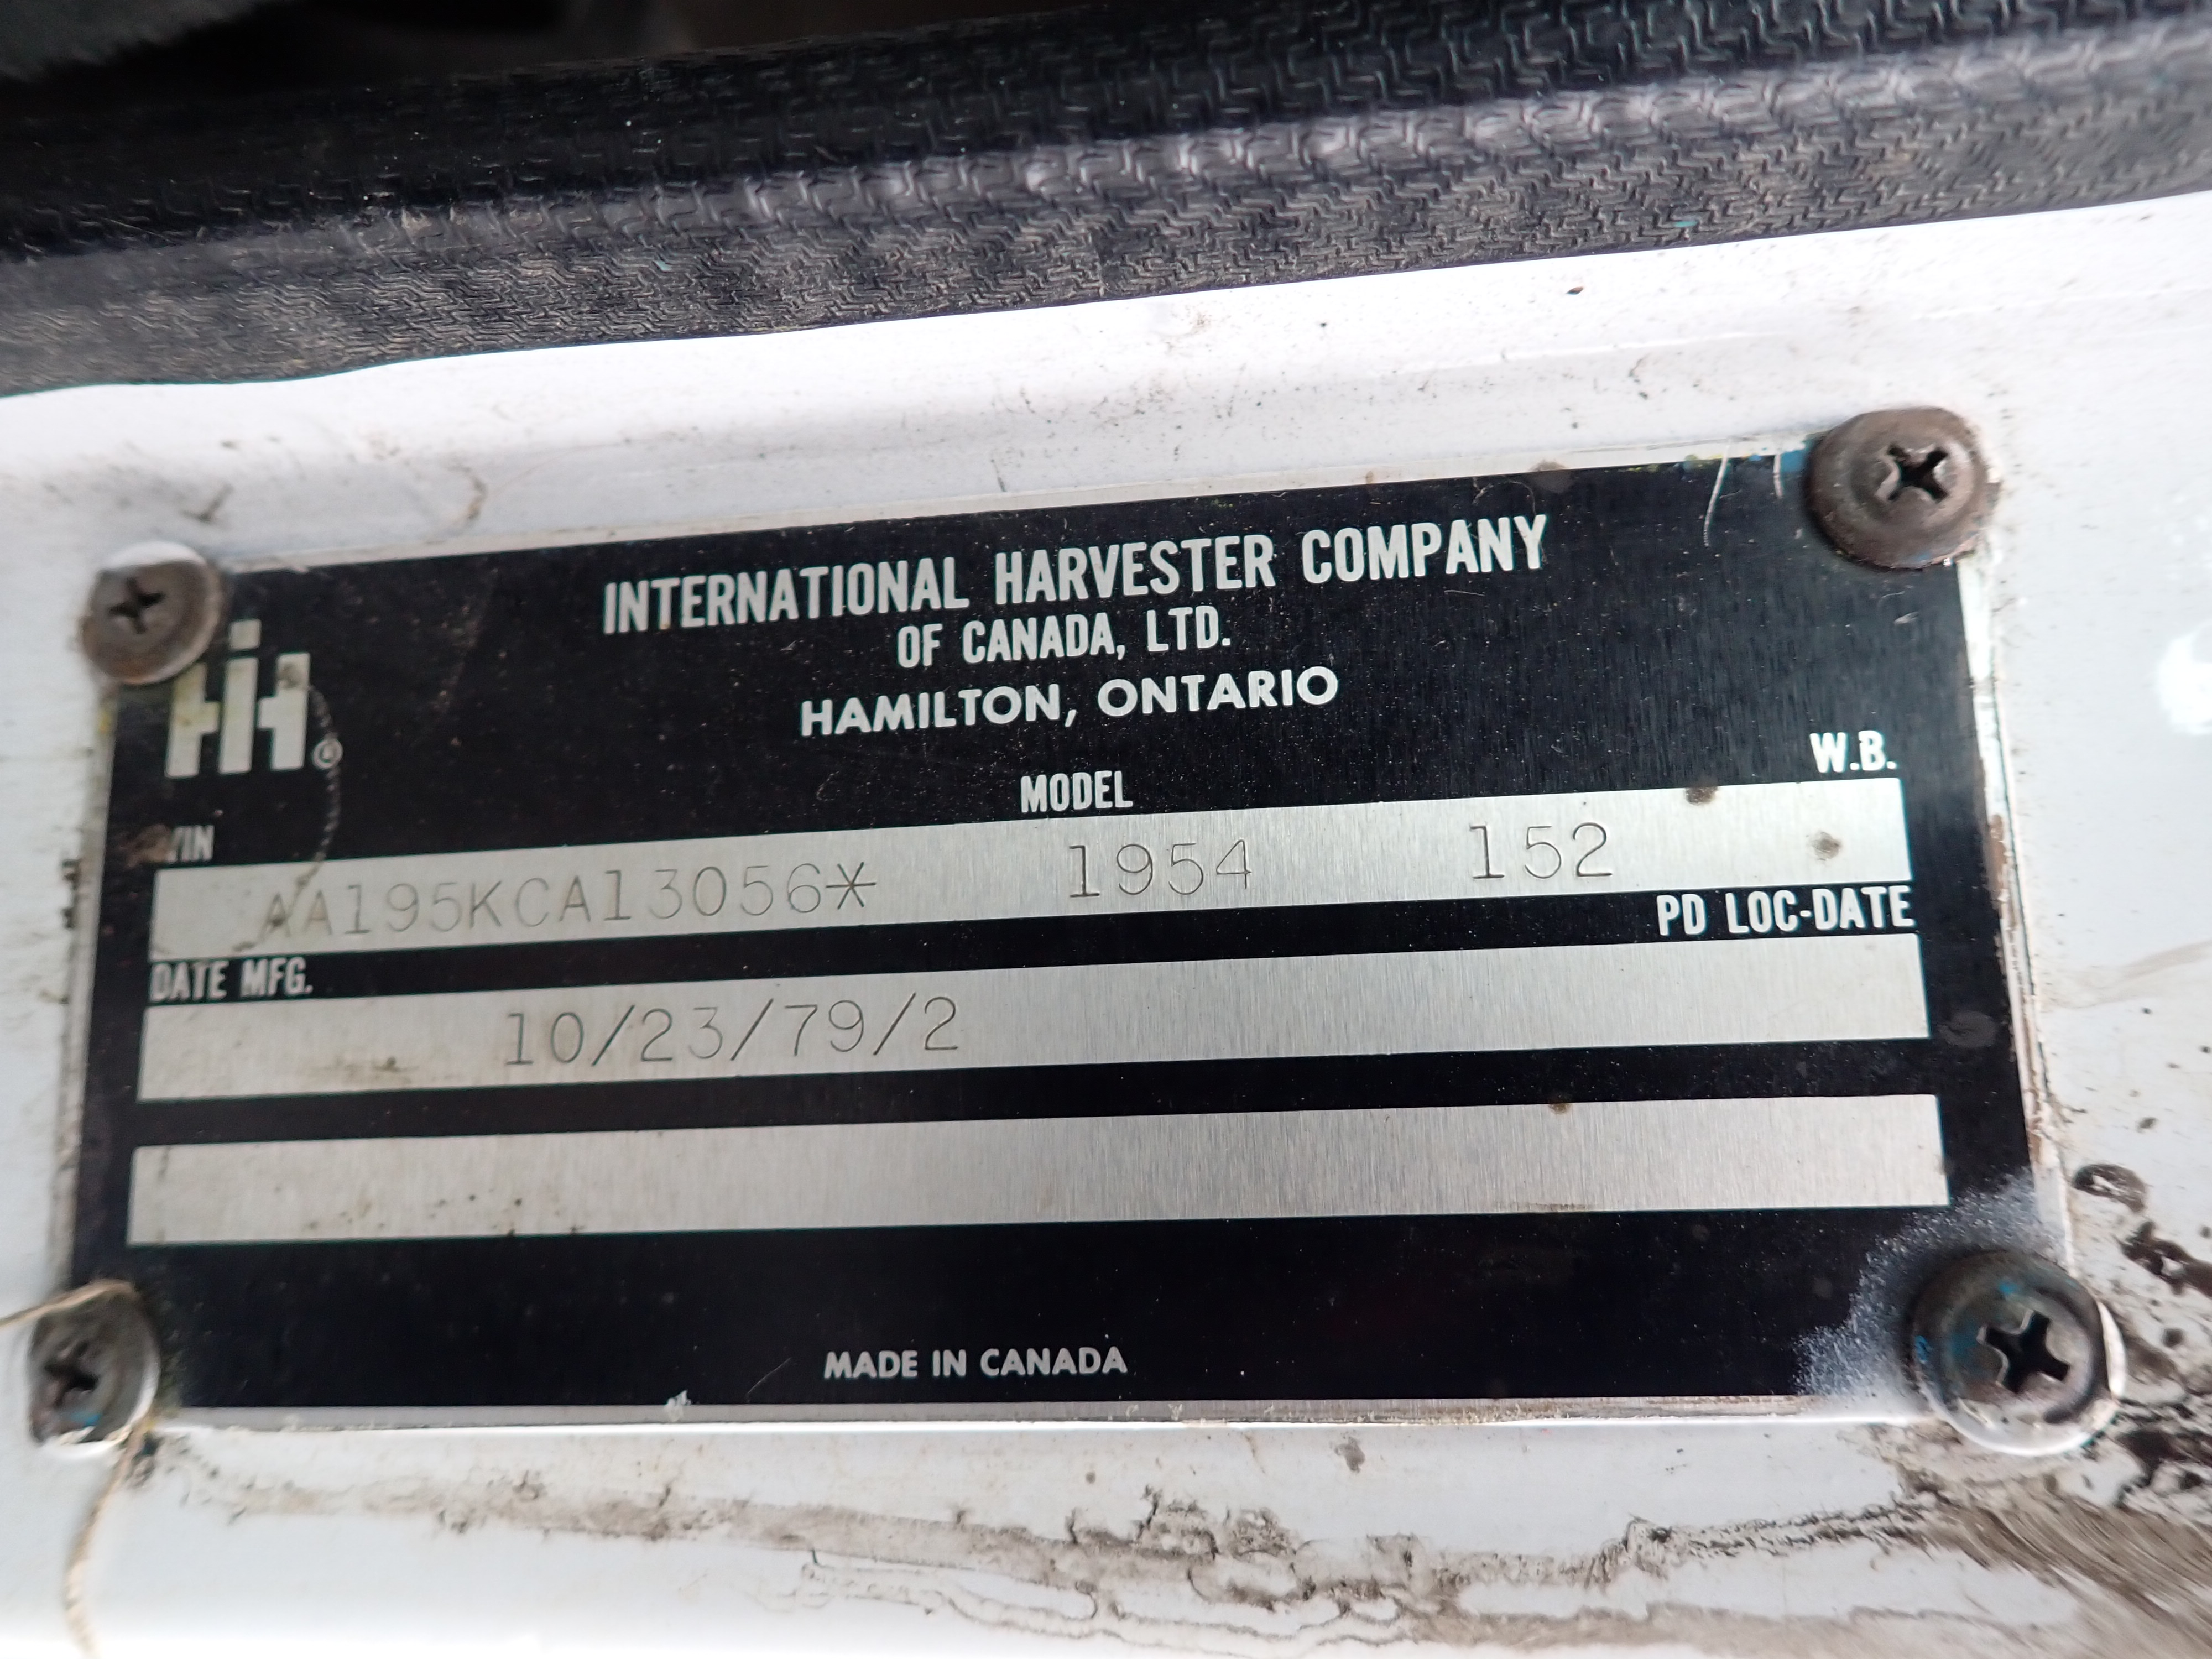 INTERNATIONAL HARVESTER COMPANY
OF CANADA, LTD.
HAMILTON, ONTARIO
IH®
VIN MODEL W.B.
AA195KCA13056* 1954 152
DATE MFG. PD LOC-DATE
10/23/79/2
MADE IN CANADA